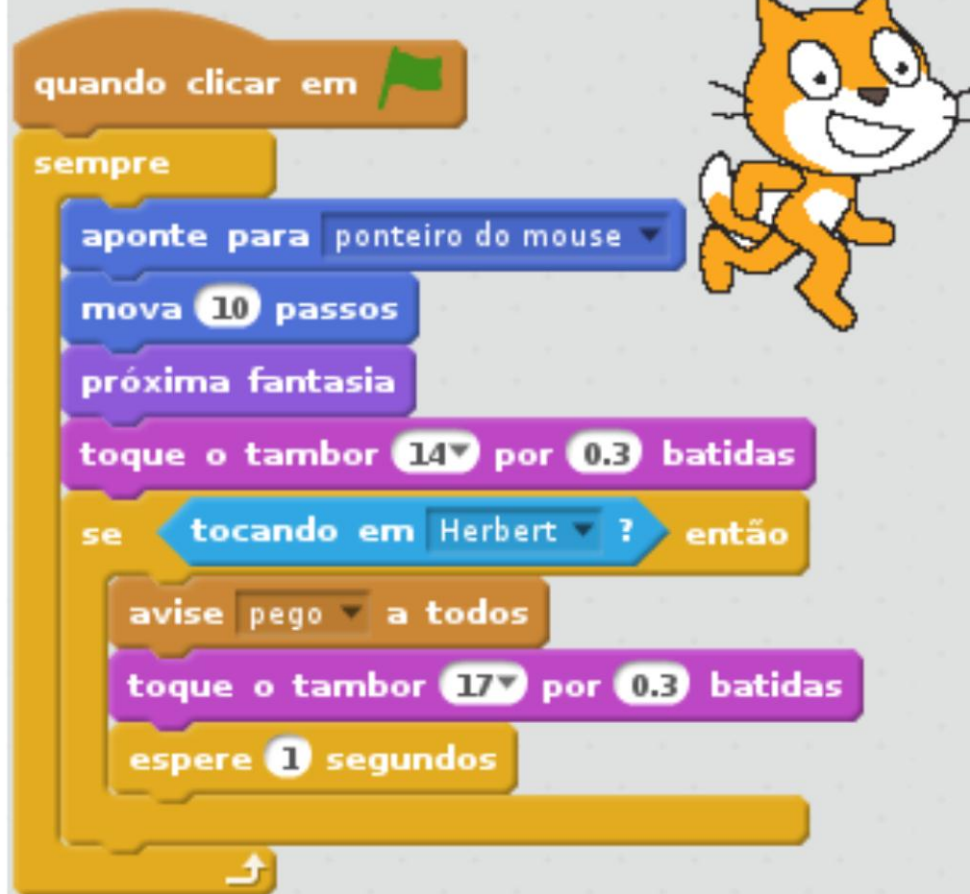 quando clicar em
sempre
aponte para ponteiro do mouse
mova 10 passos
próxima fantasia
toque o tambor 14 por 0.3 batidas
se tocando em Herbert ? então
avise pego a todos
toque o tambor 17 por 0.3 batidas
espere 1 segundos